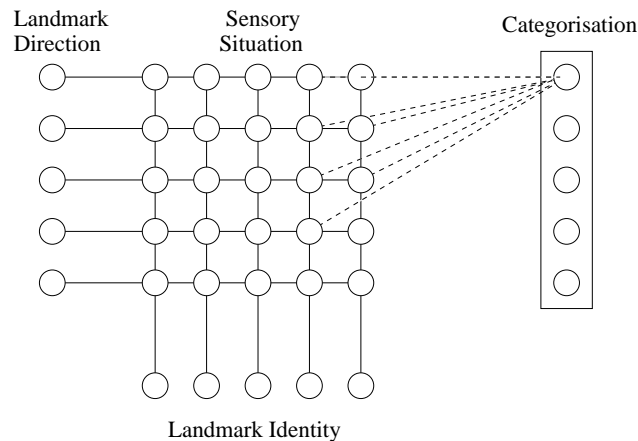 Landmark
Direction
Sensory
Situation
Categorisation
Landmark Identity